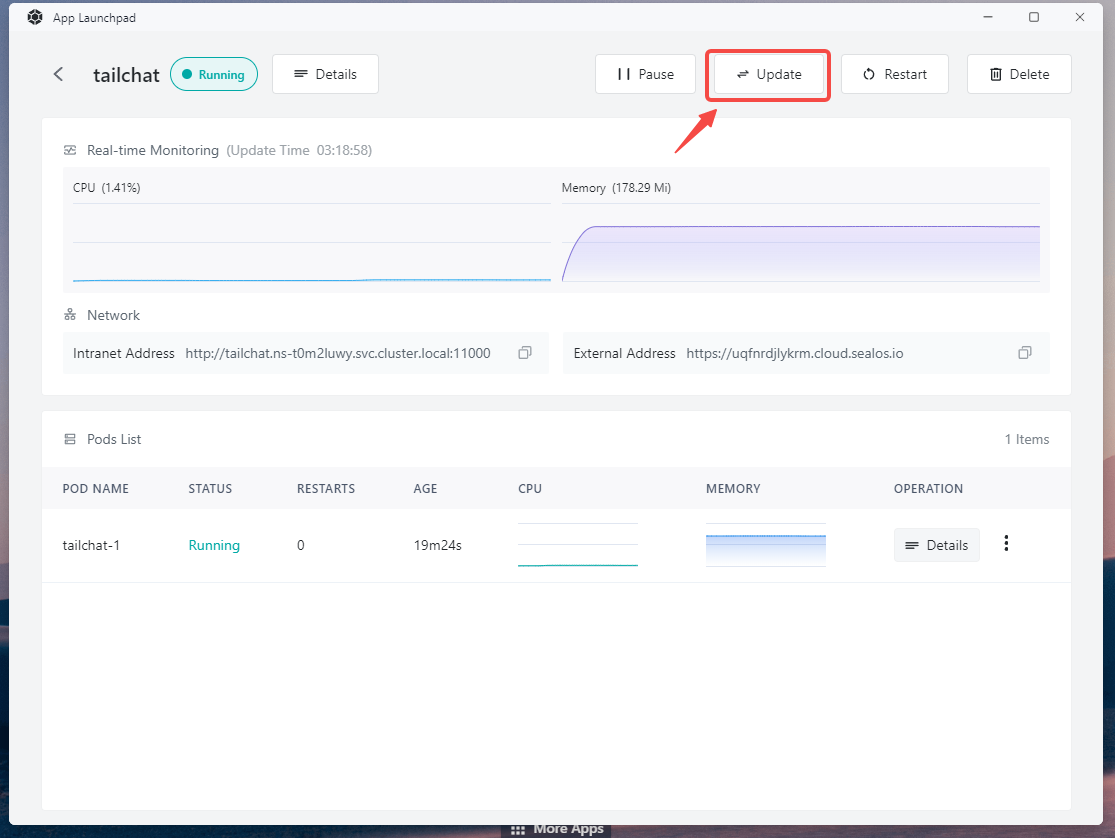 App Launchpad
tailchat Running Details Pause Update Restart Delete
Real-time Monitoring (Update Time 03:18:58)
CPU (1.41%) Memory (178.29 Mi)
Network
Intranet Address http://tailchat.ns-t0m2luwy.svc.cluster.local:11000 External Address https://uqfnrdjlykrm.cloud.sealos.io
Pods List 1 Items
POD NAME STATUS RESTARTS AGE CPU MEMORY OPERATION
tailchat-1 Running 0 19m24s Details
More Apps